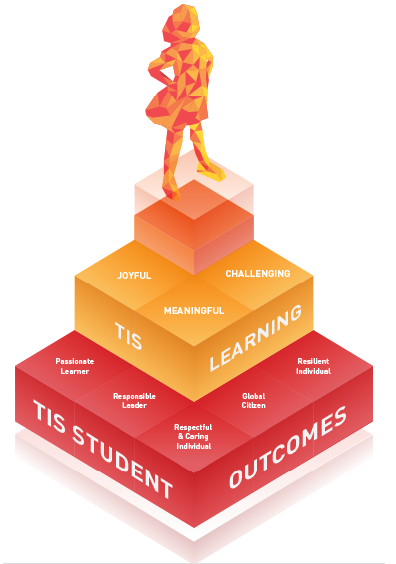 JOYFUL
CHALLENGING
MEANINGFUL
TIS LEARNING
Passionate
Learner
Resilient
Individual
Responsible
Leader
Global
Citizen
Respectful
& Caring
Individual
TIS STUDENT OUTCOMES